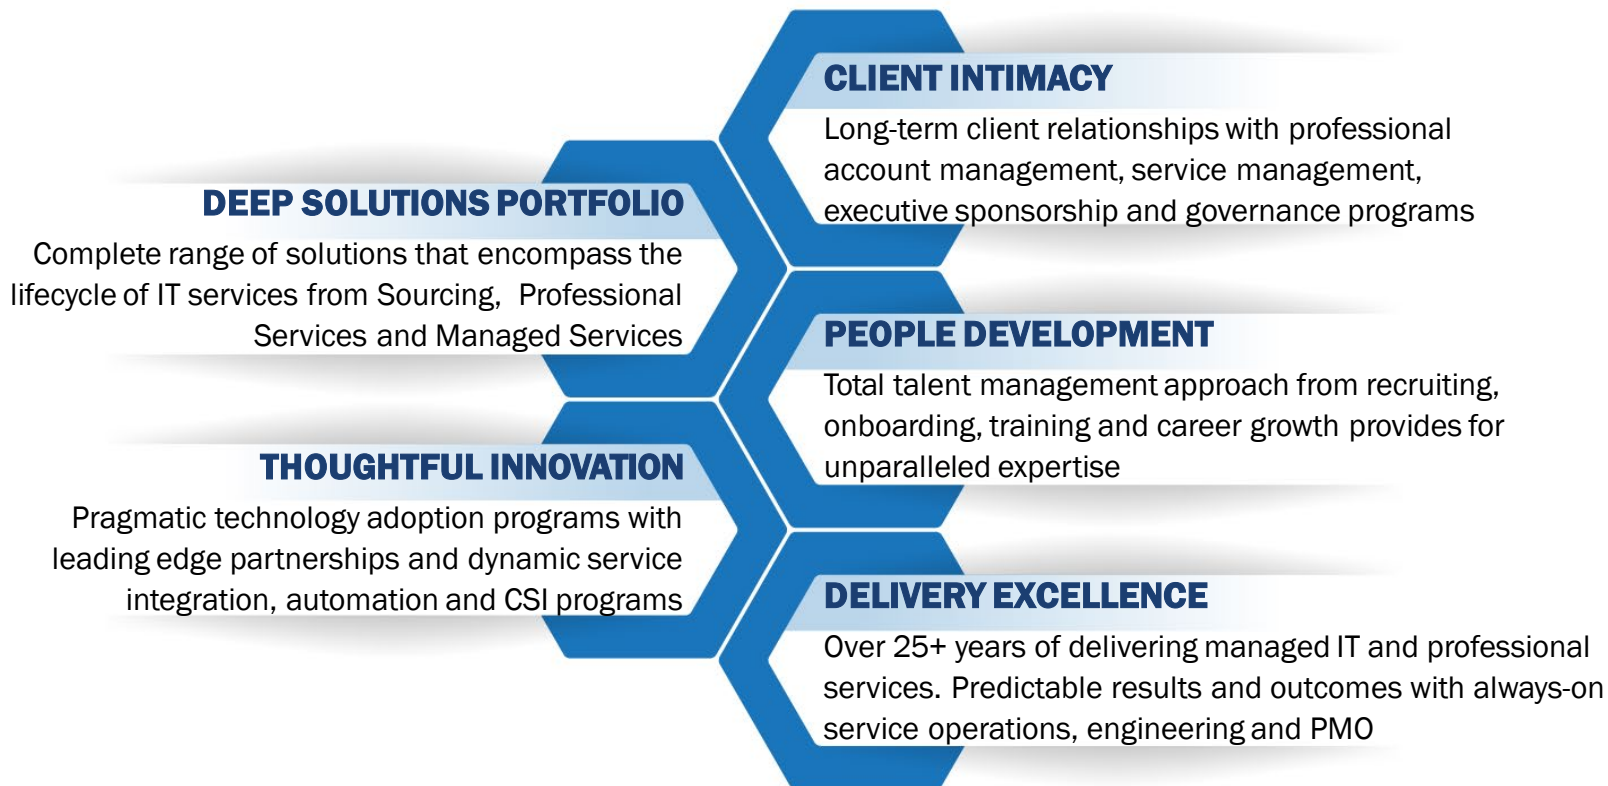 CLIENT INTIMACY
Long-term client relationships with professional
account management, service management,
executive sponsorship and governance programs
DEEP SOLUTIONS PORTFOLIO
Complete range of solutions that encompass the
lifecycle of IT services from Sourcing, Professional
Services and Managed Services
PEOPLE DEVELOPMENT
Total talent management approach from recruiting,
onboarding, training and career growth provides for
unparalleled expertise
THOUGHTFUL INNOVATION
Pragmatic technology adoption programs with
leading edge partnerships and dynamic service
integration, automation and CSI programs
DELIVERY EXCELLENCE
Over 25+ years of delivering managed IT and professional
services. Predictable results and outcomes with always-on
service operations, engineering and PMO